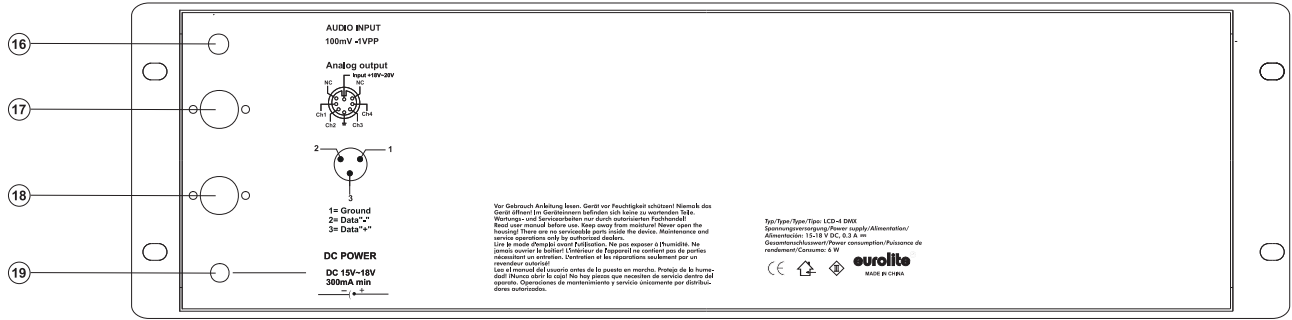 16
17
18
19
AUDIO INPUT
100mV -1VPP
Analog output
Input +18V~20V
NC
NC
Ch1
Ch4
Ch2
Ch3
2
1
3
1= Ground
2= Data"-"
3= Data"+"
DC POWER
DC 15V~18V
300mA min
– +
Vor Gebrauch Anleitung lesen. Gerät vor Feuchtigkeit schützen! Niemals das
Gerät öffnen! Im Geräteinnern befinden sich keine zu wartenden Teile.
Wartungs- und Servicearbeiten nur durch autorisierten Fachhandel!
Read user manual before use. Keep away from moisture! Never open the
housing! There are no serviceable parts inside the device. Maintenance and
service operations only by authorized dealers.
Lire le mode d'emploi avant l'utilisation. Ne pas exposer à l'humidité. Ne
jamais ouvrier le boîtier! L'intérieur de l'appareil ne contient pas de parties
nécessitant un entretien. L'entretien et les réparations seulement par un
revendeur autorisé!
Lea el manual del usuario antes de la puesta en marcha. Proteja de la hume-
dad! ¡Nunca abrir la caja! No hay piezas que necesiten de servicio dentro del
aparato. Operaciones de mantenimiento y servicio únicamente por distribui-
dores autorizados.
Typ/Type/Type/Tipo: LCD-4 DMX
Spannungsversorgung/Power supply/Alimentation/
Alimentación: 15-18 V DC, 0.3 A ⎓
Gesamtanschlusswert/Power consumption/Puissance de
rendement/Consumo: 6 W
CE
III
eurolite
MADE IN CHINA